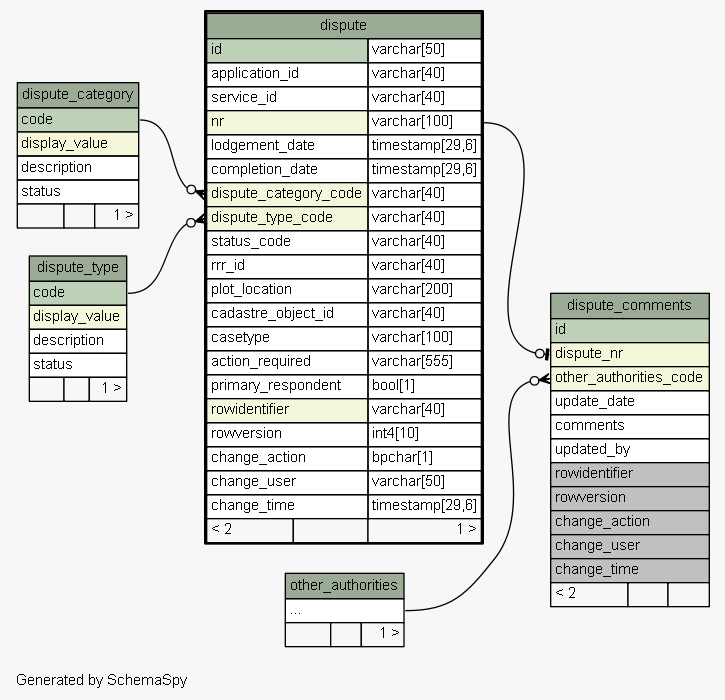 dispute
id varchar[50]
application_id varchar[40]
service_id varchar[40]
nr varchar[100]
lodgement_date timestamp[29,6]
completion_date timestamp[29,6]
dispute_category_code varchar[40]
dispute_type_code varchar[40]
status_code varchar[40]
rrr_id varchar[40]
plot_location varchar[200]
cadastre_object_id varchar[40]
casetype varchar[100]
action_required varchar[555]
primary_respondent bool[1]
rowidentifier varchar[40]
rowversion int4[10]
change_action bpchar[1]
change_user varchar[50]
change_time timestamp[29,6]
< 2 1 >
dispute_category
code
display_value
description
status
1 >
dispute_type
code
display_value
description
status
1 >
dispute_comments
id
dispute_nr
other_authorities_code
update_date
comments
updated_by
rowidentifier
rowversion
change_action
change_user
change_time
< 2
other_authorities
...
1 >
Generated by SchemaSpy